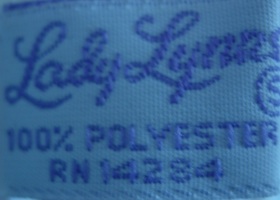 Lady Lynne
100% POLYESTER
RN 14284